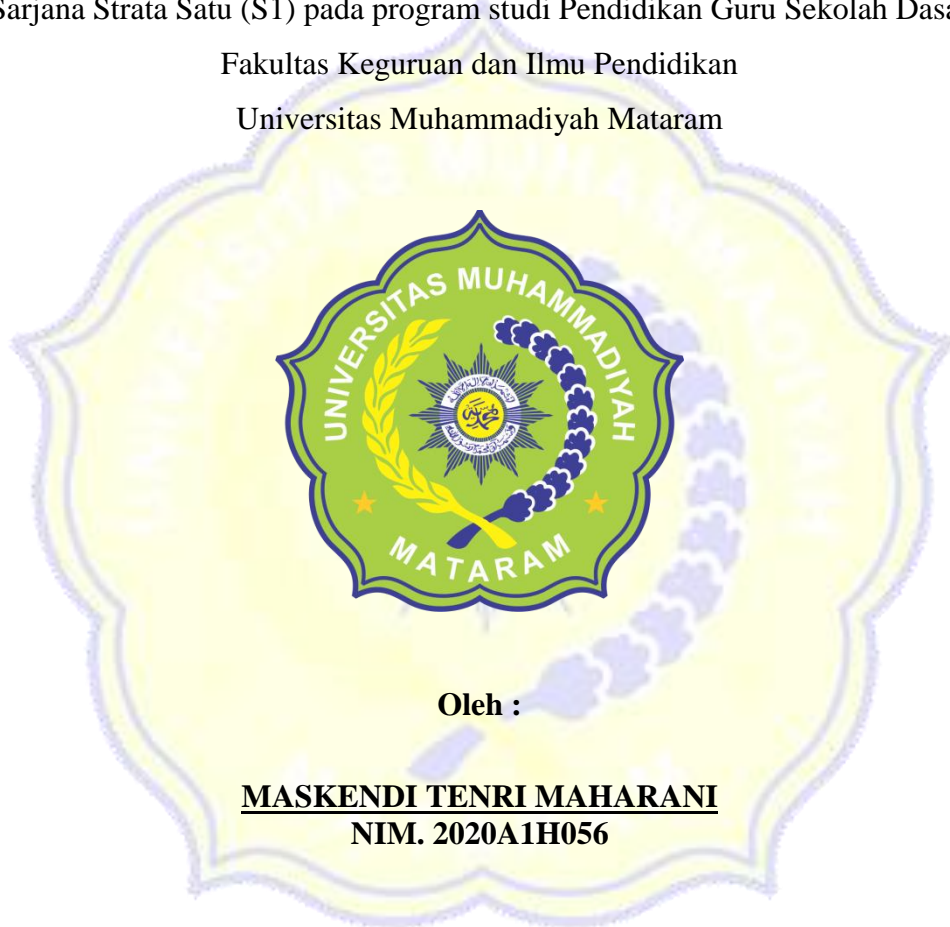 Sarjana Strata Satu (S1) pada program studi Pendidikan Guru Sekolah Dasa
Fakultas Keguruan dan Ilmu Pendidikan
Universitas Muhammadiyah Mataram
UNIVERSITAS MUHAMMADIYAH
MATARAM
Oleh :
MASKENDI TENRI MAHARANI
NIM. 2020A1H056